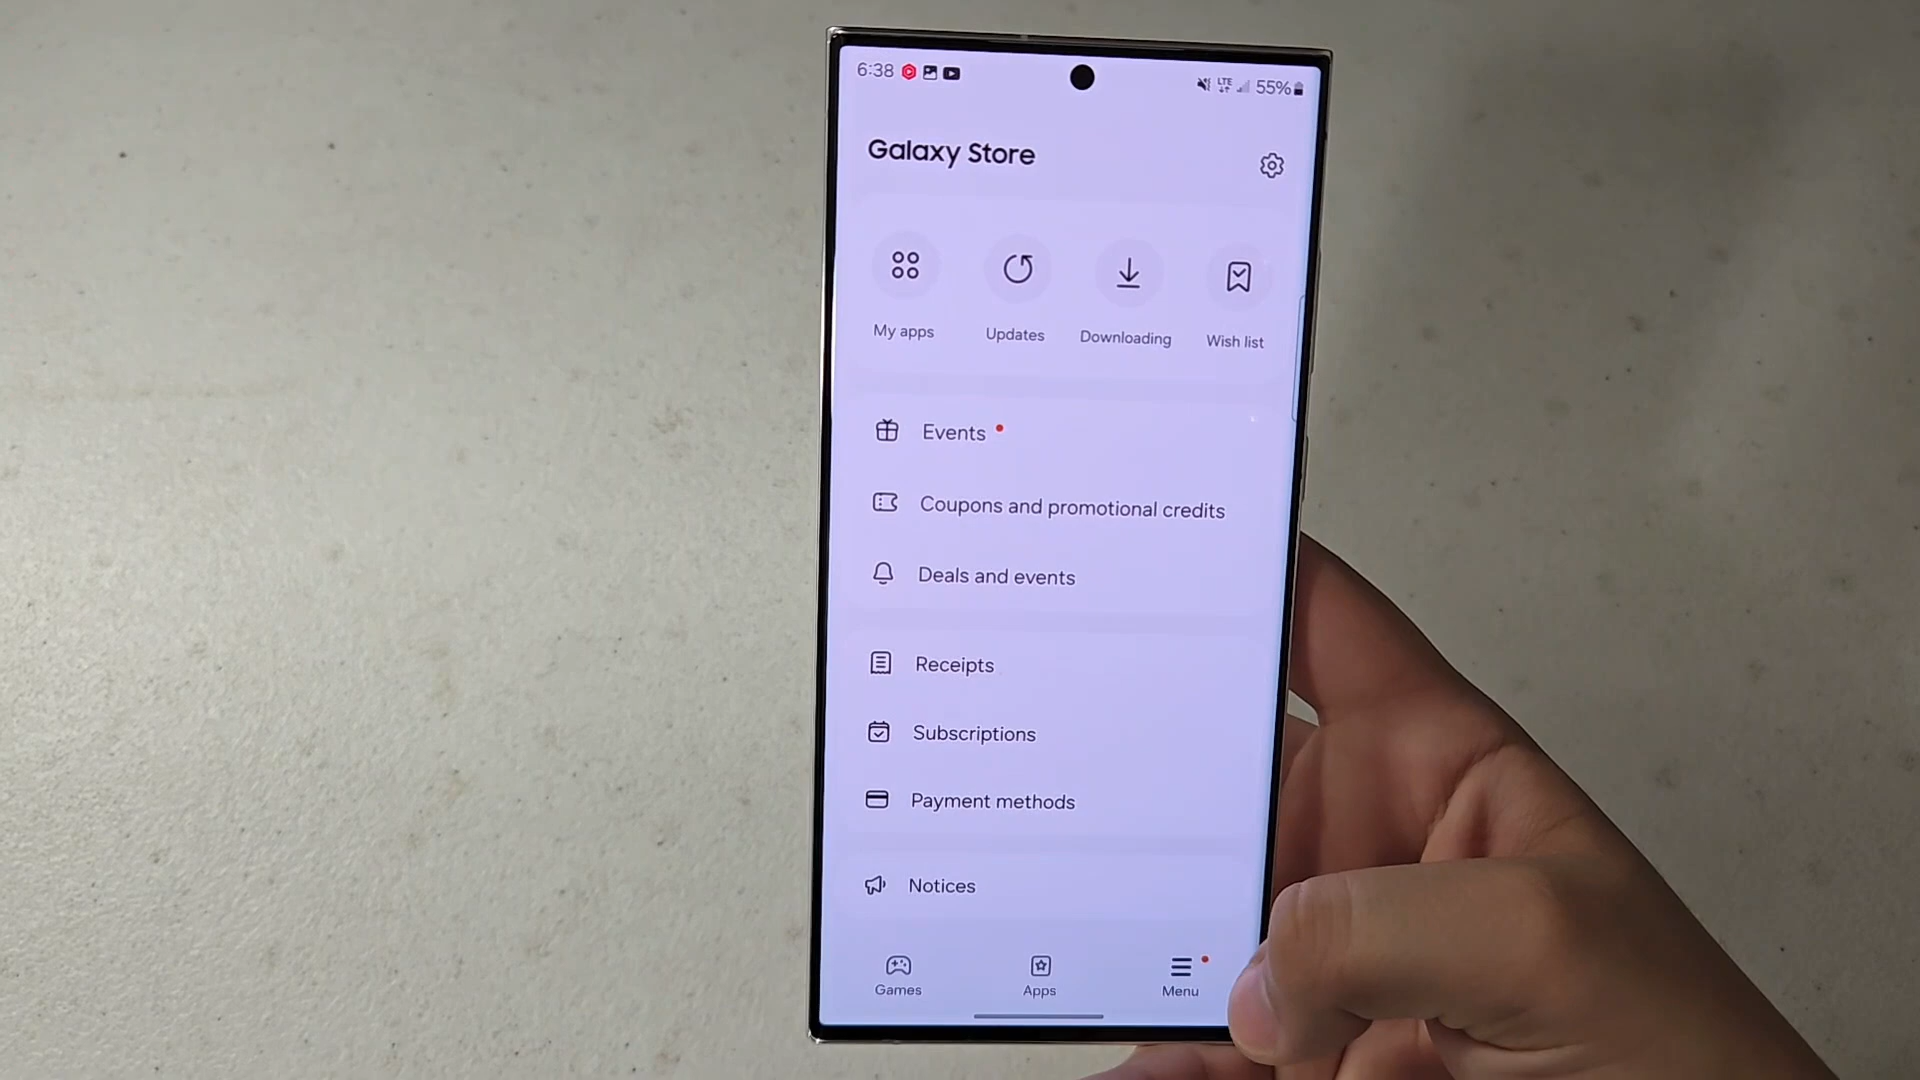 6:38
LTE 55%
Galaxy Store
My apps Updates Downloading Wish list
Events
Coupons and promotional credits
Deals and events
Receipts
Subscriptions
Payment methods
Notices
Games Apps Menu